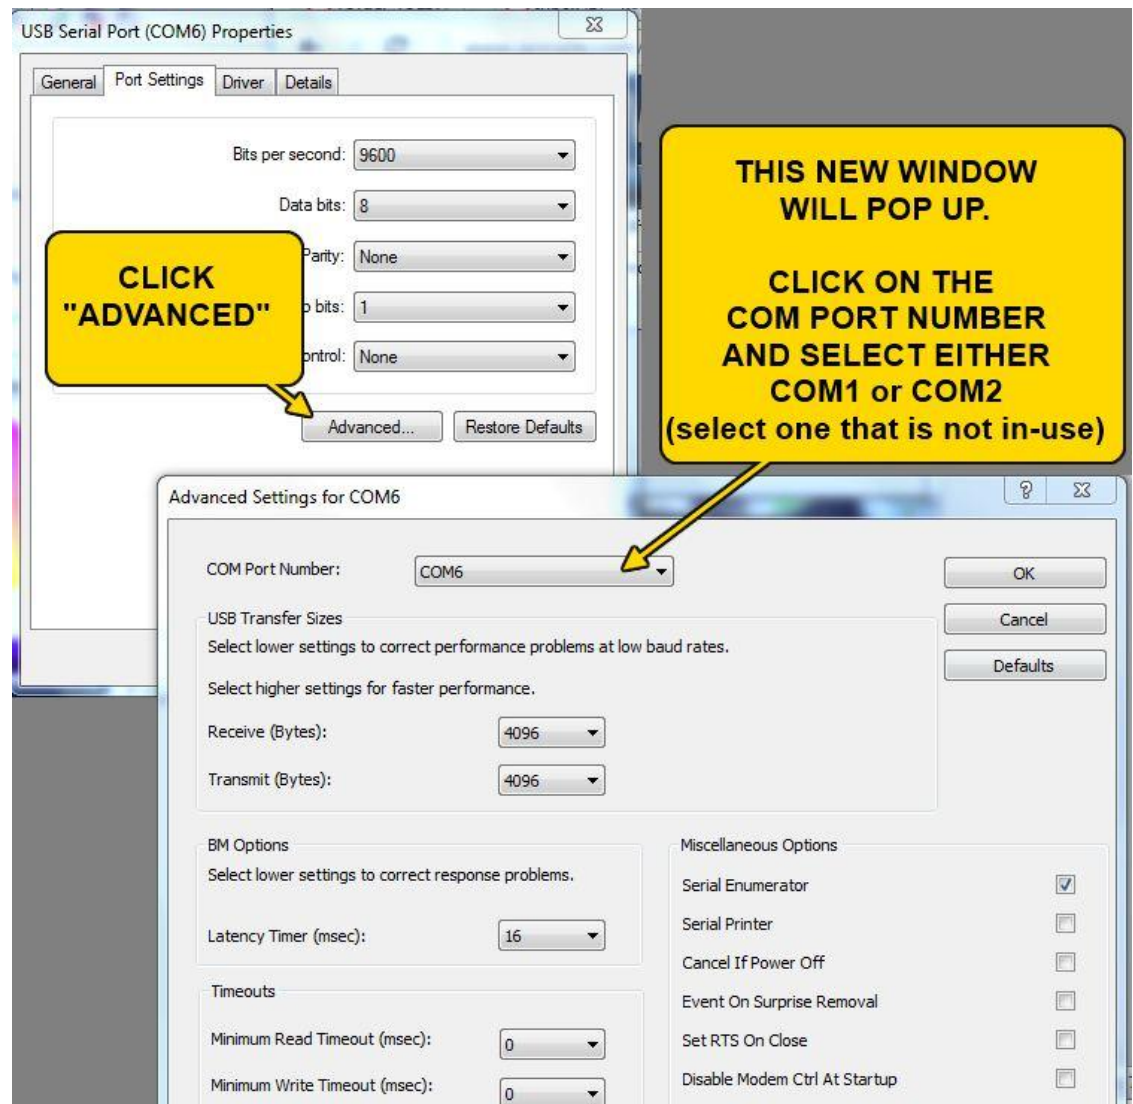 USB Serial Port (COM6) Properties
General Port Settings Driver Details
Bits per second: 9600
Data bits: 8
Parity: None
bits: 1
None
CLICK
"ADVANCED"
Advanced... Restore Defaults
THIS NEW WINDOW
WILL POP UP.
CLICK ON THE
COM PORT NUMBER
AND SELECT EITHER
COM1 or COM2
(select one that is not in-use)
Advanced Settings for COM6
COM Port Number: COM6
OK
Cancel
Defaults
USB Transfer Sizes
Select lower settings to correct performance problems at low baud rates.
Select higher settings for faster performance.
Receive (Bytes): 4096
Transmit (Bytes): 4096
BM Options
Select lower settings to correct response problems.
Latency Timer (msec): 16
Timeouts
Minimum Read Timeout (msec): 0
Minimum Write Timeout (msec): 0
Miscellaneous Options
Serial Enumerator
Serial Printer
Cancel If Power Off
Event On Surprise Removal
Set RTS On Close
Disable Modem Ctrl At Startup